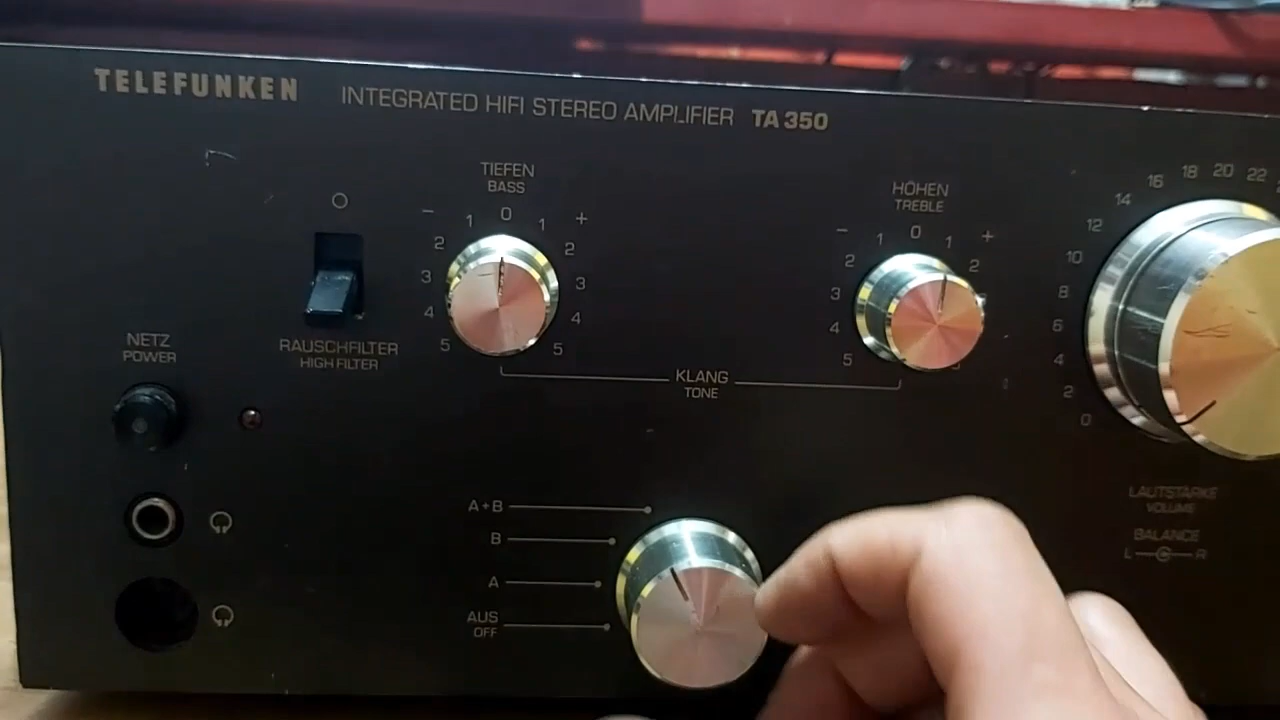 TELEFUNKEN INTEGRATED HIFI STEREO AMPLIFIER TA 350
TIEFEN
BASS
- 1 0 1 +
2 2
3 3
4 4
5 5
HÖHEN
TREBLE
- 1 0 1 +
2 2
3
4
5
14 16 18 20 22
12
10
8
6
4
2
0
RAUSCHFILTER
HIGH FILTER
NETZ
POWER
KLANG
TONE
A+B
B
A
AUS
OFF
LAUTSTÄRKE
VOLUME
BALANCE
L R